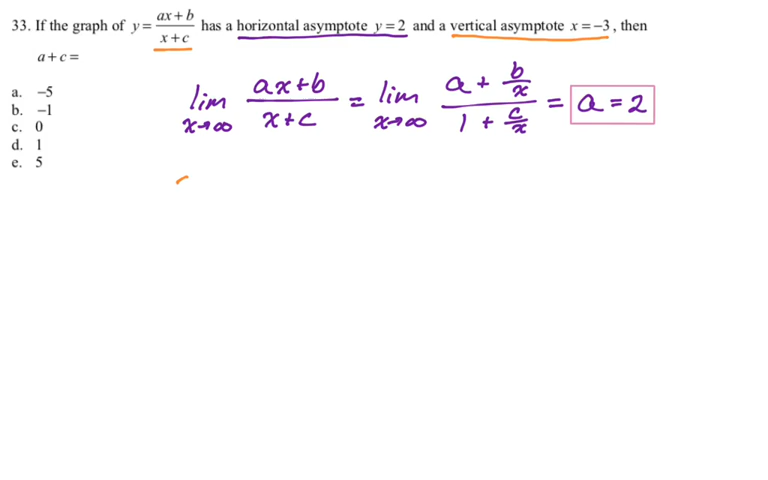 33. If the graph of y = (ax+b)/(x+c) has a horizontal asymptote y = 2 and a vertical asymptote x = −3, then
a + c =
a. −5
b. −1
c. 0
d. 1
e. 5
lim x→∞ (ax+b)/(x+c) = lim x→∞ (a + b/x)/(1 + c/x) = a = 2